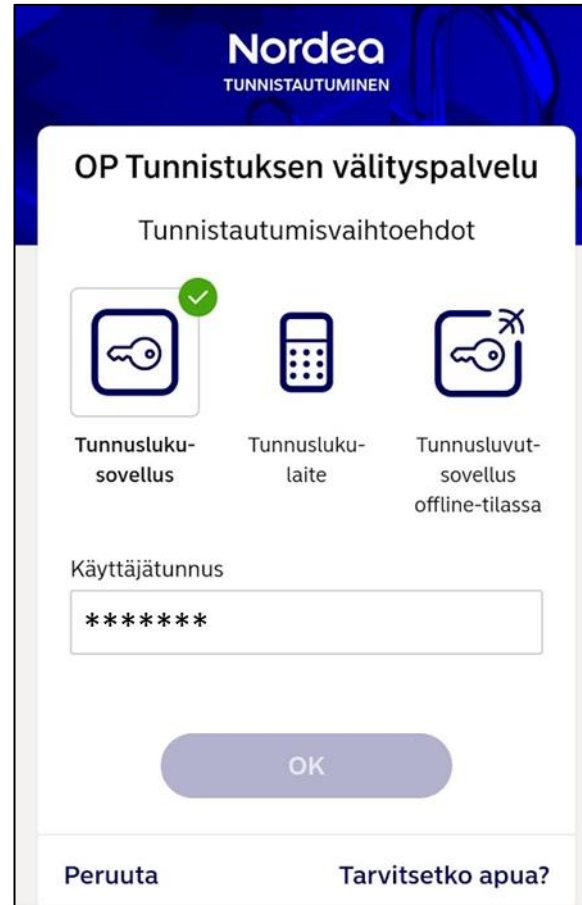 Nordea
TUNNISTAUTUMINEN
OP Tunnistuksen välityspalvelu
Tunnistautumisvaihtoehdot
Tunnusluku-
sovellus
Tunnusluku-
laite
Tunnusluvut-
sovellus
offline-tilassa
Käyttäjätunnus
*******
OK
Peruuta
Tarvitsetko apua?